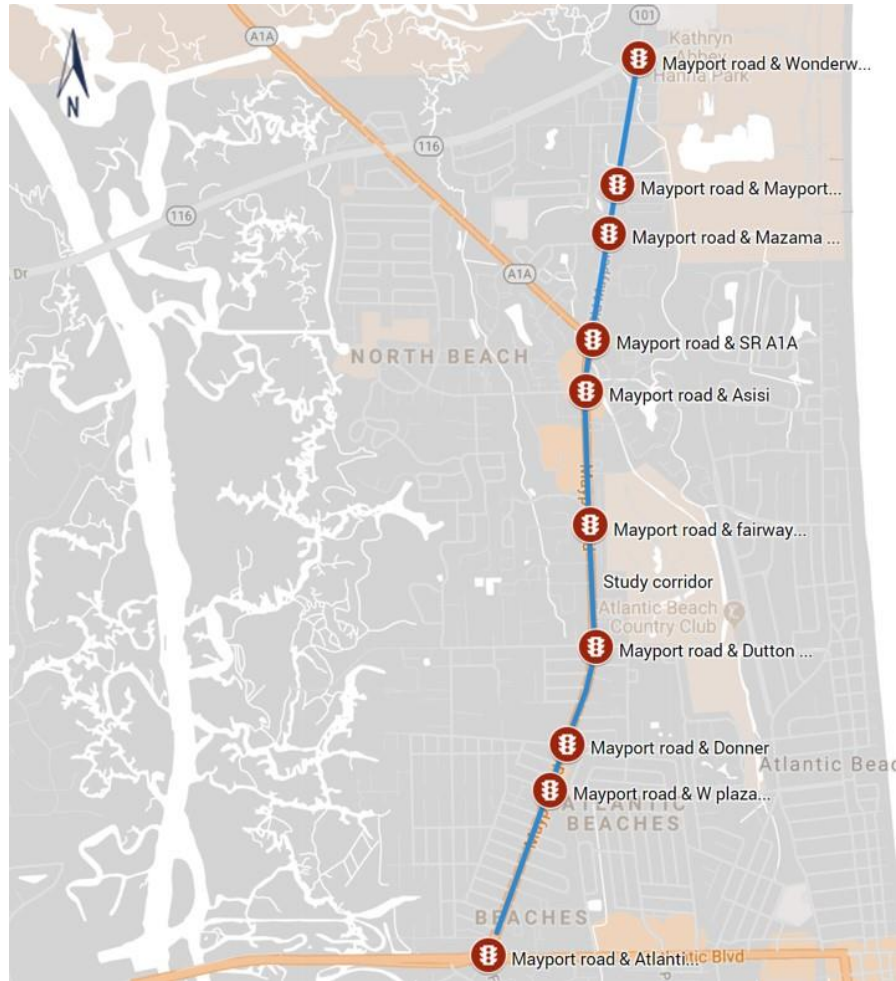 101
A1A
Kathryn
Abbey
Hanna Park
Mayport road & Wonderw...
N
116
Mayport road & Mayport...
116
Mayport road & Mazama ...
Dr
A1A
Mayport road & SR A1A
NORTH BEACH
Mayport road & Asisi
Mayport road & fairway...
Study corridor
Atlantic Beach
Country Club
Mayport road & Dutton ...
Mayport road & Donner
Atlantic Beac
Mayport road & W plaza...
ATLANTIC
BEACHES
BEACHES
Mayport road & Atlanti...
ntic Blvd